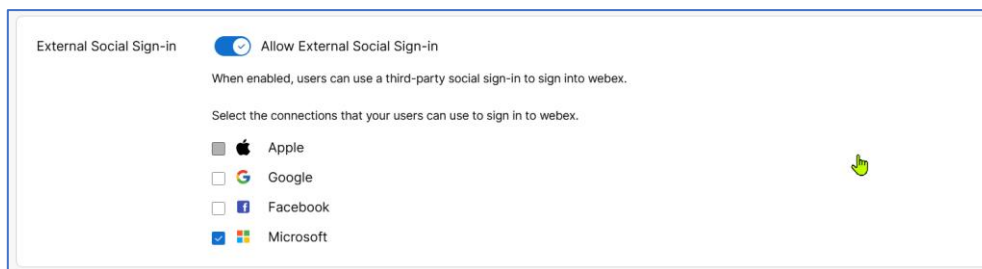 External Social Sign-in Allow External Social Sign-in
When enabled, users can use a third-party social sign-in to sign into webex.
Select the connections that your users can use to sign in to webex.
Apple
Google
Facebook
Microsoft